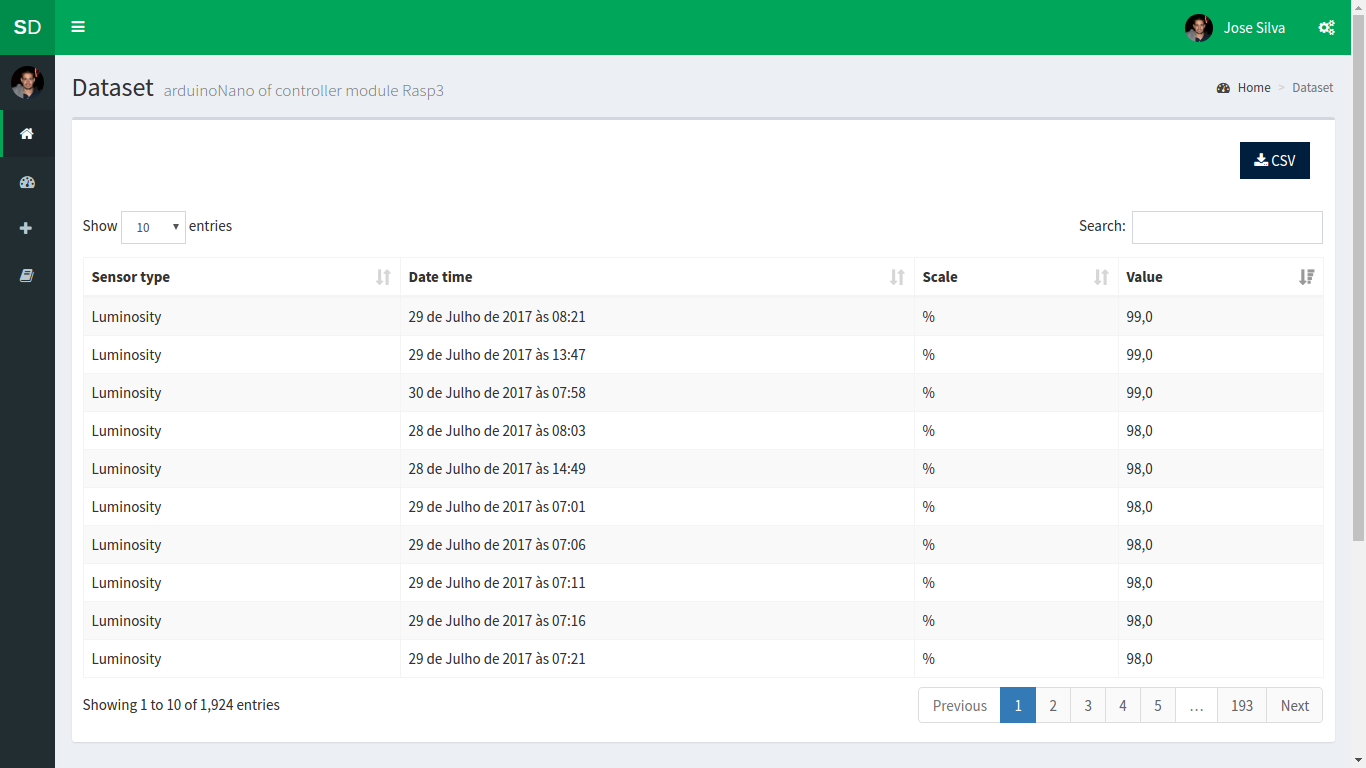 SD Jose Silva
Dataset arduinoNano of controller module Rasp3 Home > Dataset
CSV
Show 10 entries Search:
Sensor type Date time Scale Value
Luminosity 29 de Julho de 2017 às 08:21 % 99,0
Luminosity 29 de Julho de 2017 às 13:47 % 99,0
Luminosity 30 de Julho de 2017 às 07:58 % 99,0
Luminosity 28 de Julho de 2017 às 08:03 % 98,0
Luminosity 28 de Julho de 2017 às 14:49 % 98,0
Luminosity 29 de Julho de 2017 às 07:01 % 98,0
Luminosity 29 de Julho de 2017 às 07:06 % 98,0
Luminosity 29 de Julho de 2017 às 07:11 % 98,0
Luminosity 29 de Julho de 2017 às 07:16 % 98,0
Luminosity 29 de Julho de 2017 às 07:21 % 98,0
Showing 1 to 10 of 1,924 entries Previous 1 2 3 4 5 … 193 Next